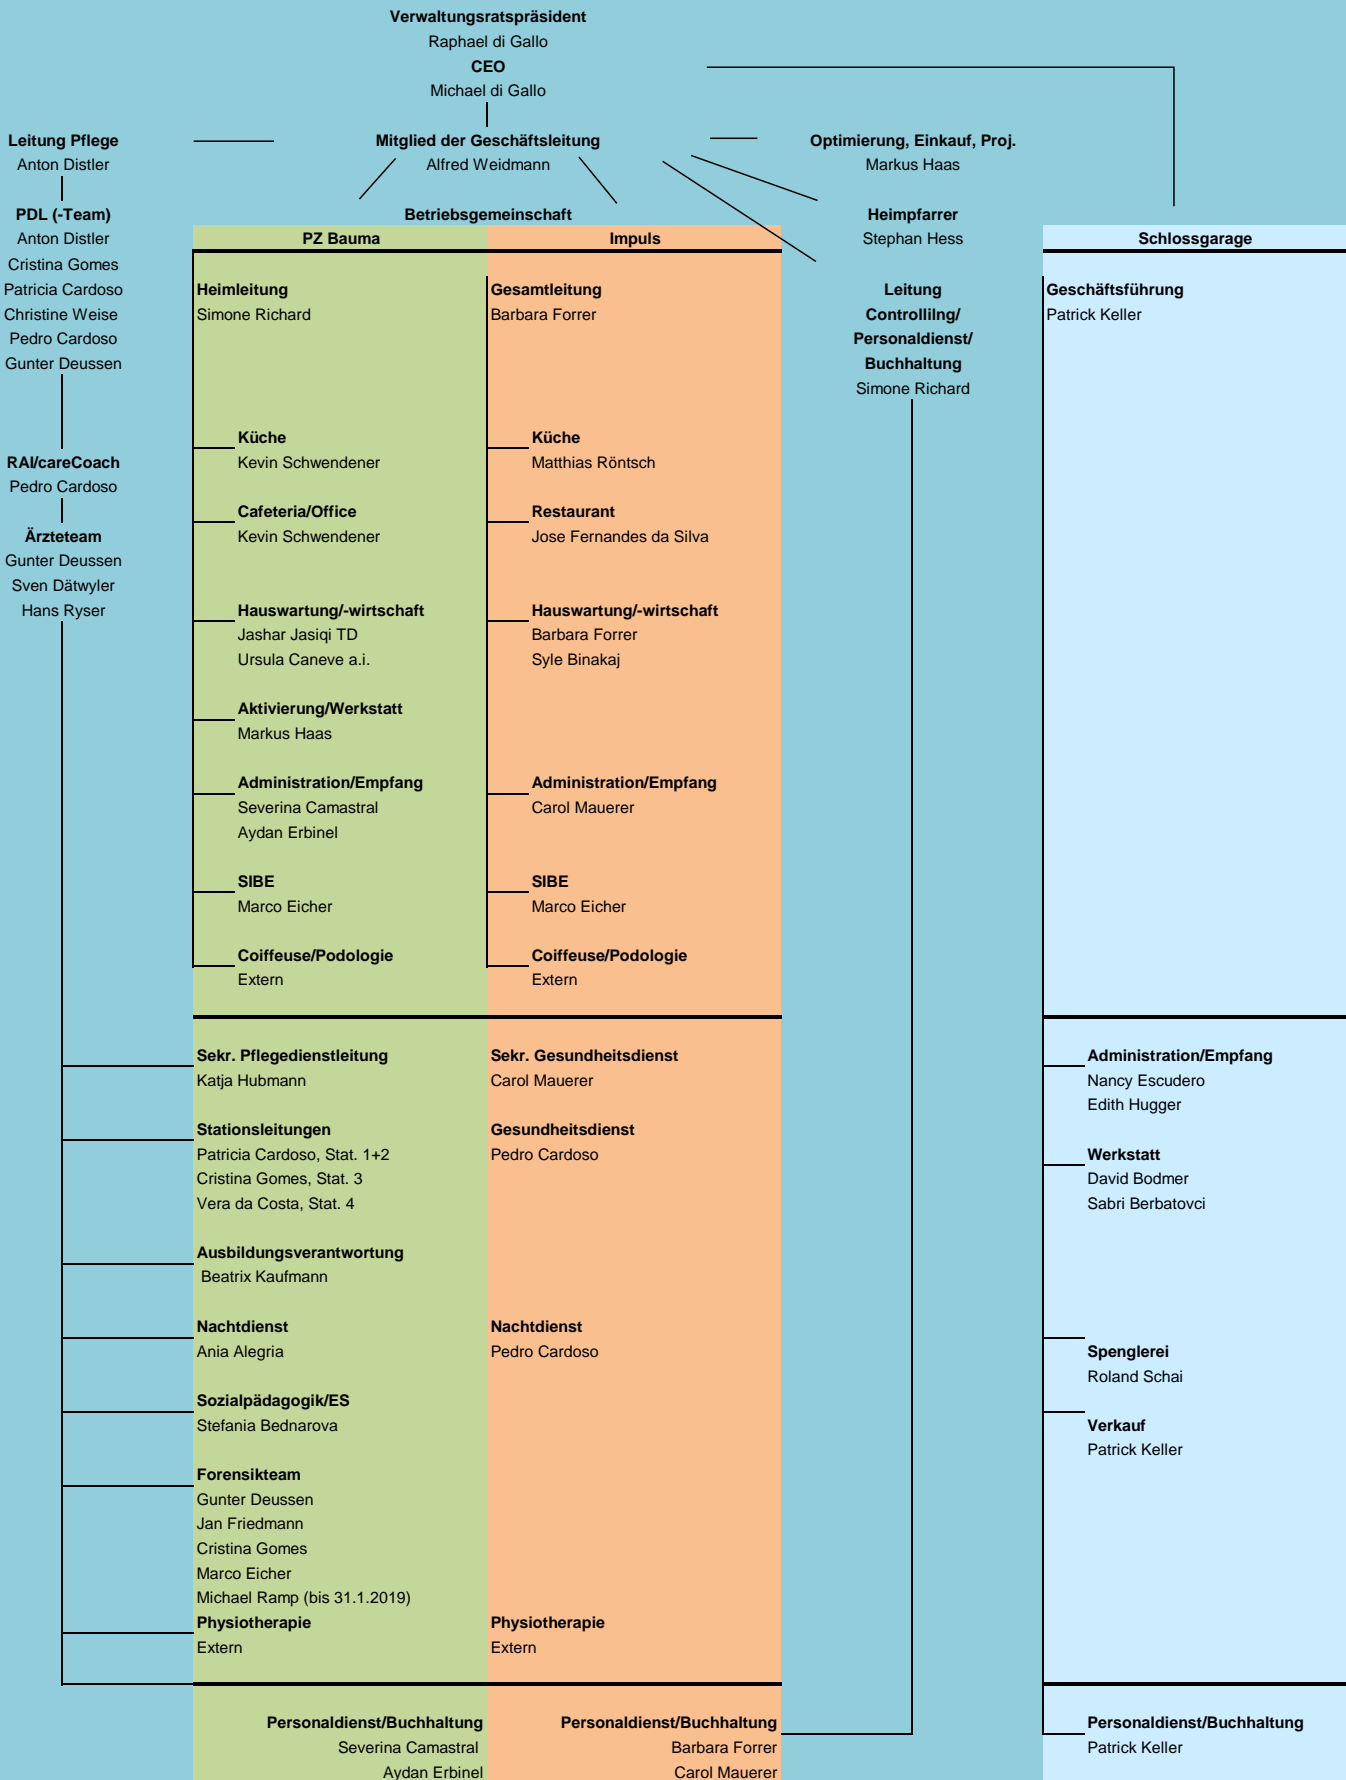 Verwaltungsratspräsident
Raphael di Gallo
CEO
Michael di Gallo
Leitung Pflege
Anton Distler
Mitglied der Geschäftsleitung
Alfred Weidmann
Optimierung, Einkauf, Proj.
Markus Haas
PDL (-Team)
Anton Distler
Cristina Gomes
Patricia Cardoso
Christine Weise
Pedro Cardoso
Gunter Deussen
RAI/careCoach
Pedro Cardoso
Ärzteteam
Gunter Deussen
Sven Dätwyler
Hans Ryser
Betriebsgemeinschaft
PZ Bauma
Heimleitung
Simone Richard
Küche
Kevin Schwendener
Cafeteria/Office
Kevin Schwendener
Hauswartung/-wirtschaft
Jashar Jasiqi TD
Ursula Caneve a.i.
Aktivierung/Werkstatt
Markus Haas
Administration/Empfang
Severina Camastral
Aydan Erbinel
SIBE
Marco Eicher
Coiffeuse/Podologie
Extern
Sekr. Pflegedienstleitung
Katja Hubmann
Stationsleitungen
Patricia Cardoso, Stat. 1+2
Cristina Gomes, Stat. 3
Vera da Costa, Stat. 4
Ausbildungsverantwortung
Beatrix Kaufmann
Nachtdienst
Ania Alegria
Sozialpädagogik/ES
Stefania Bednarova
Forensikteam
Gunter Deussen
Jan Friedmann
Cristina Gomes
Marco Eicher
Michael Ramp (bis 31.1.2019)
Physiotherapie
Extern
Personaldienst/Buchhaltung
Severina Camastral
Aydan Erbinel
Impuls
Gesamtleitung
Barbara Forrer
Küche
Matthias Röntsch
Restaurant
Jose Fernandes da Silva
Hauswartung/-wirtschaft
Barbara Forrer
Syle Binakaj
Administration/Empfang
Carol Mauerer
SIBE
Marco Eicher
Coiffeuse/Podologie
Extern
Sekr. Gesundheitsdienst
Carol Mauerer
Gesundheitsdienst
Pedro Cardoso
Nachtdienst
Pedro Cardoso
Physiotherapie
Extern
Personaldienst/Buchhaltung
Barbara Forrer
Carol Mauerer
Heimpfarrer
Stephan Hess
Leitung
Controllilng/
Personaldienst/
Buchhaltung
Simone Richard
Schlossgarage
Geschäftsführung
Patrick Keller
Administration/Empfang
Nancy Escudero
Edith Hugger
Werkstatt
David Bodmer
Sabri Berbatovci
Spenglerei
Roland Schai
Verkauf
Patrick Keller
Personaldienst/Buchhaltung
Patrick Keller